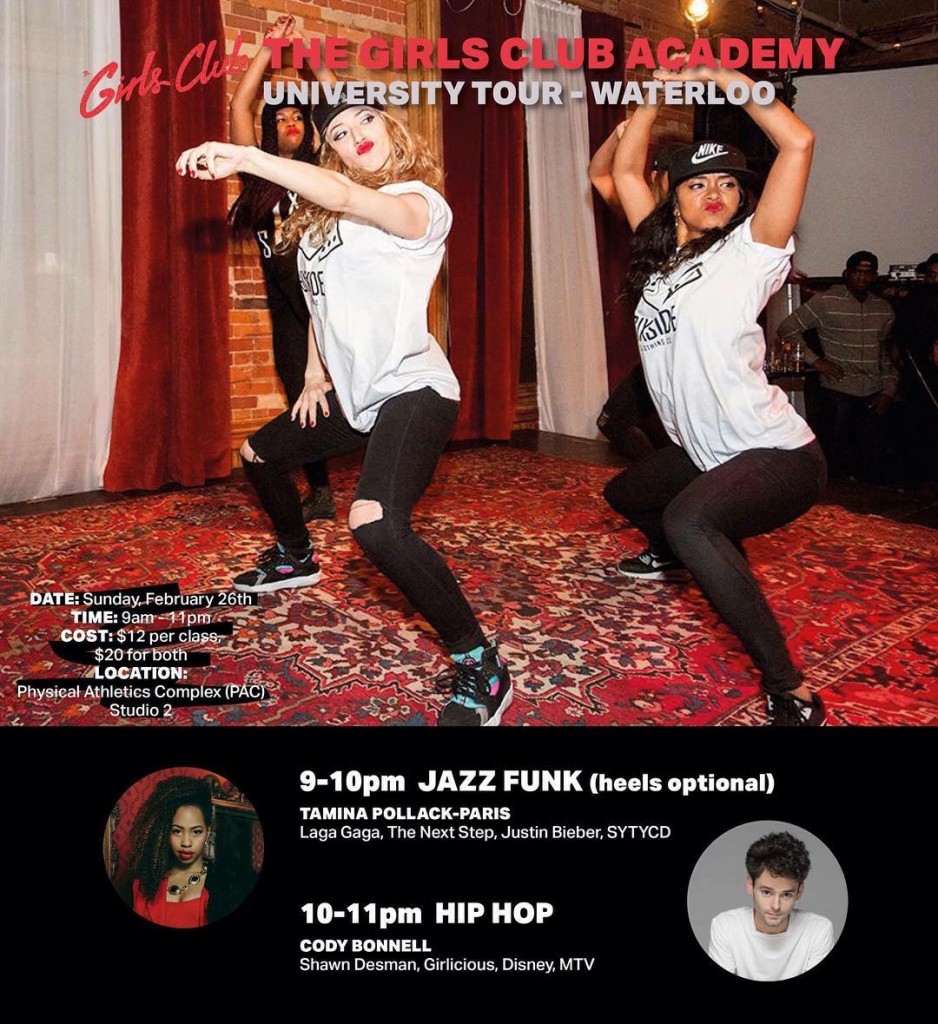 The Girls Club
THE GIRLS CLUB ACADEMY
UNIVERSITY TOUR - WATERLOO
NIKE
DATE: Sunday, February 26th
TIME: 9am - 11pm
COST: $12 per class,
$20 for both
LOCATION:
Physical Athletics Complex (PAC)
Studio 2
9-10pm JAZZ FUNK (heels optional)
TAMINA POLLACK-PARIS
Laga Gaga, The Next Step, Justin Bieber, SYTYCD
10-11pm HIP HOP
CODY BONNELL
Shawn Desman, Girlicious, Disney, MTV